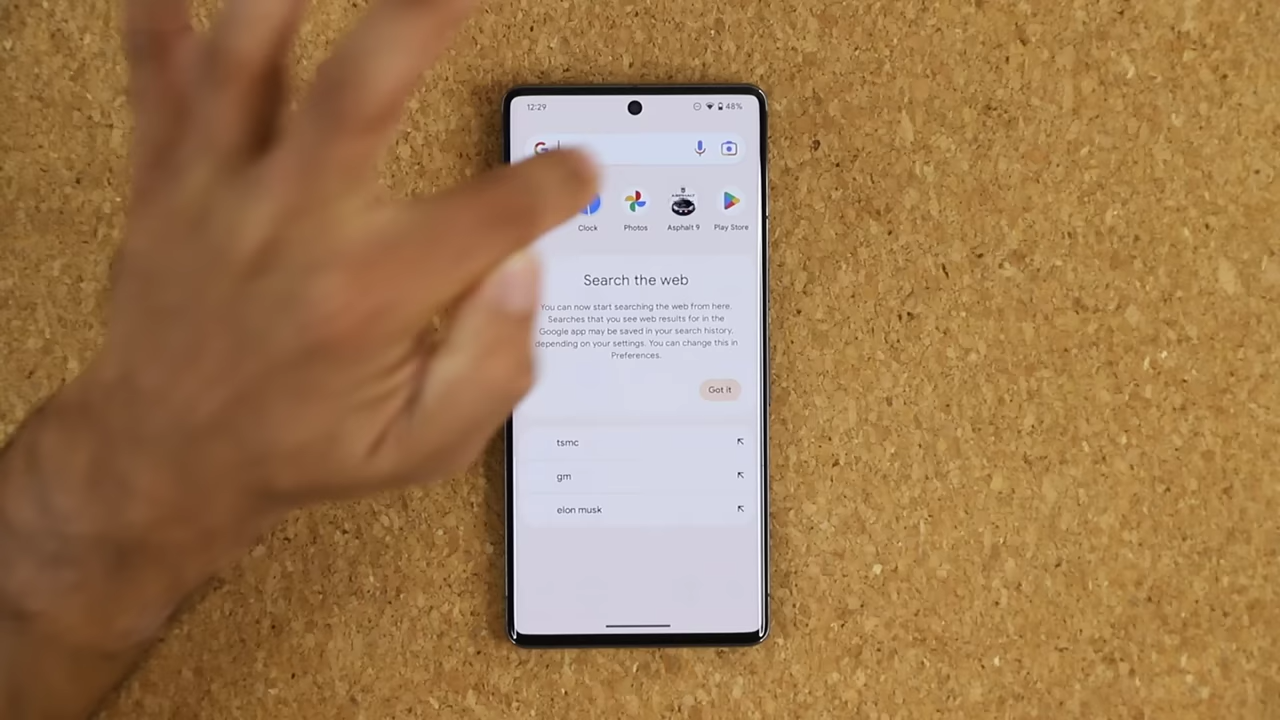 12:29 48%
G
Clock Photos Asphalt 9 Play Store
Search the web
You can now start searching the web from here.
Searches that you see web results for in the
Google app may be saved in your search history,
depending on your settings. You can change this in
Preferences.
Got it
tsmc
gm
elon musk